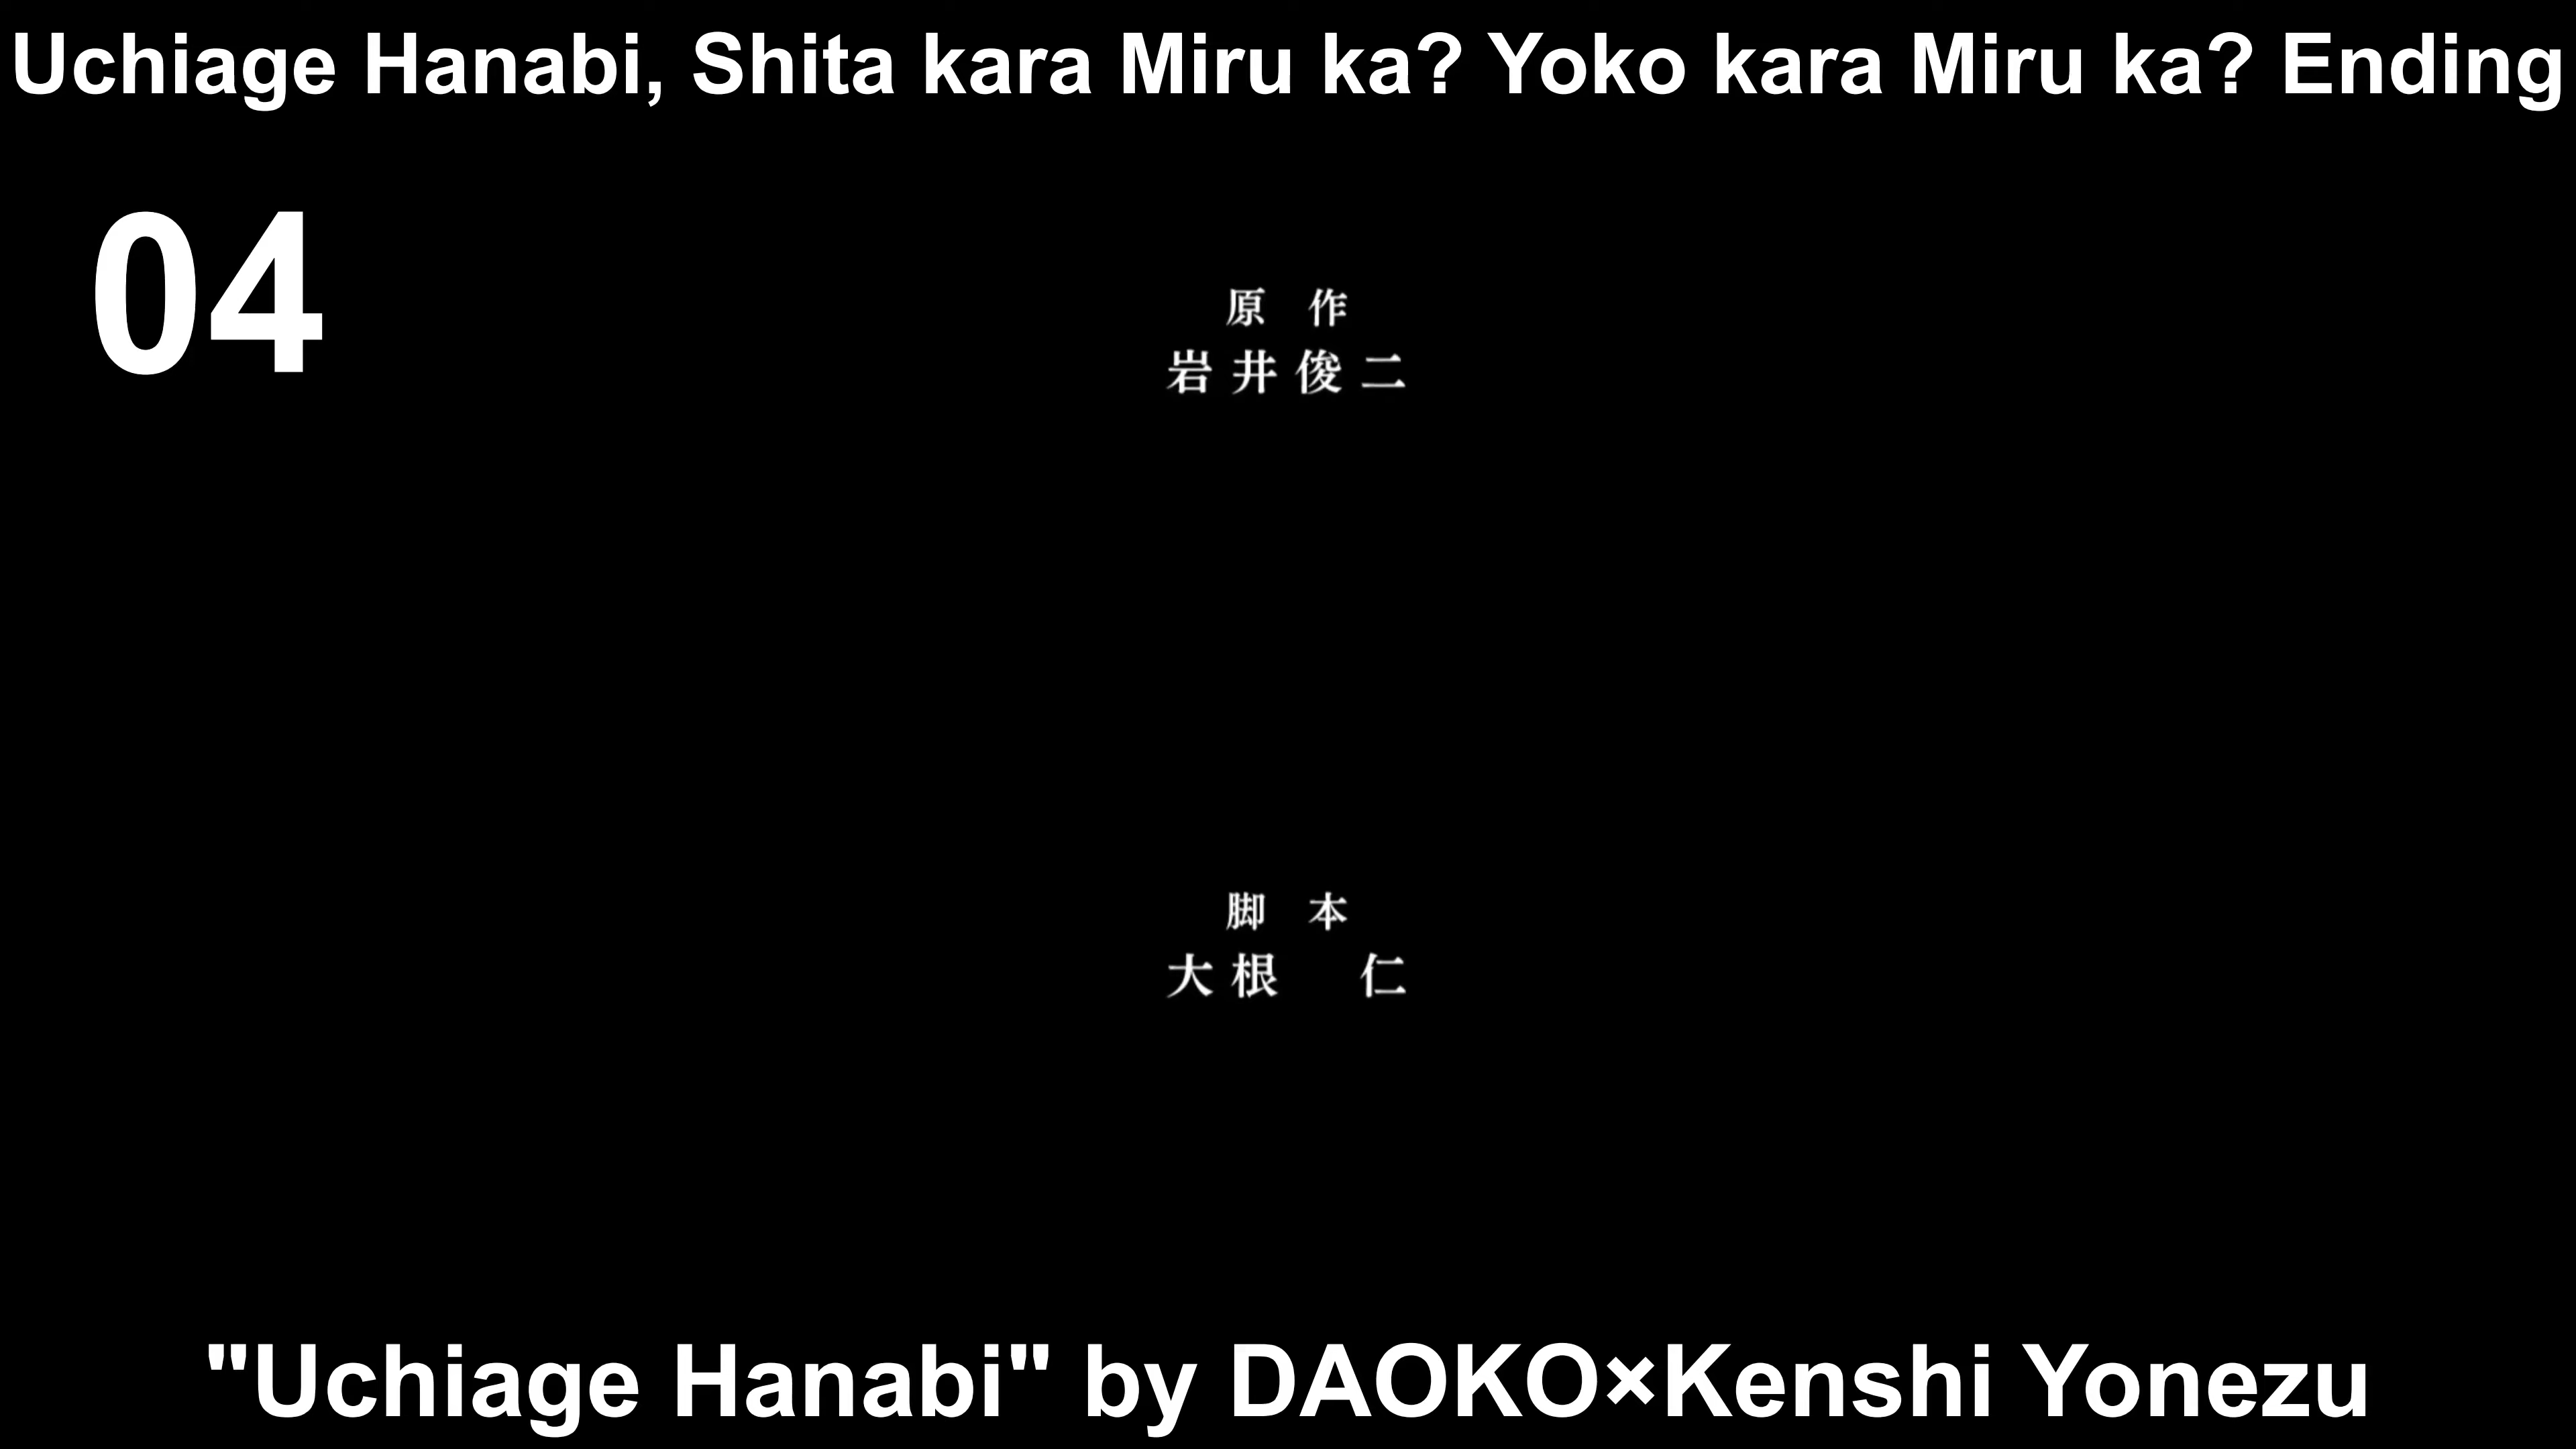 Uchiage Hanabi, Shita kara Miru ka? Yoko kara Miru ka? Ending
04
原 作
岩井俊二
脚 本
大根 仁
"Uchiage Hanabi" by DAOKO×Kenshi Yonezu